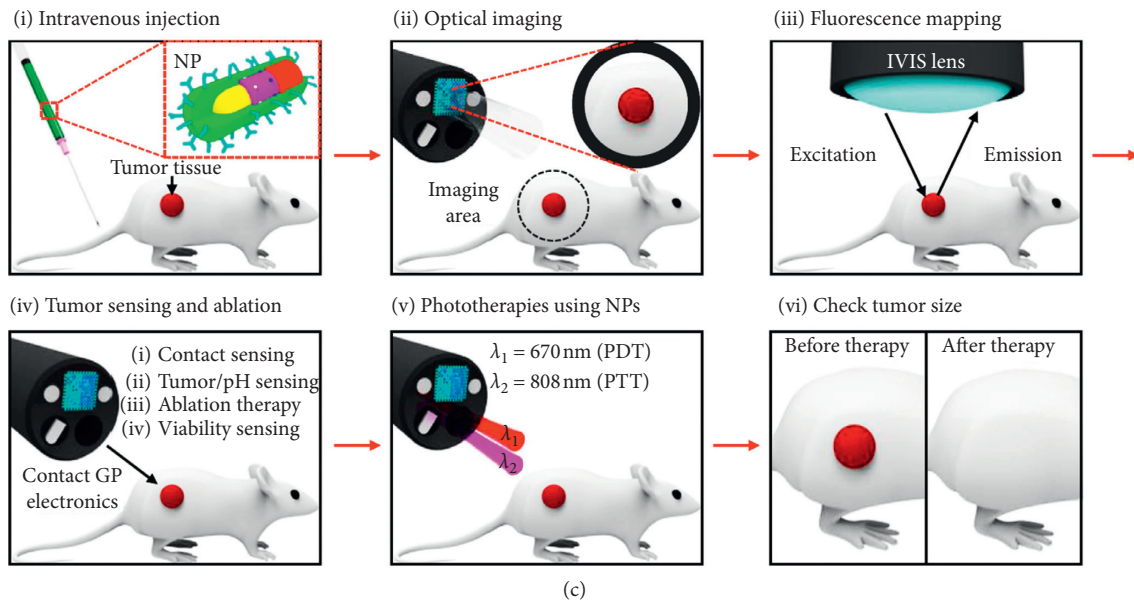 (i) Intravenous injection
NP
Tumor tissue
(ii) Optical imaging
Imaging
area
(iii) Fluorescence mapping
IVIS lens
Excitation
Emission
(iv) Tumor sensing and ablation
(i) Contact sensing
(ii) Tumor/pH sensing
(iii) Ablation therapy
(iv) Viability sensing
Contact GP
electronics
(v) Phototherapies using NPs
λ₁ = 670 nm (PDT)
λ₂ = 808 nm (PTT)
λ₁
λ₂
(vi) Check tumor size
Before therapy
After therapy
(c)